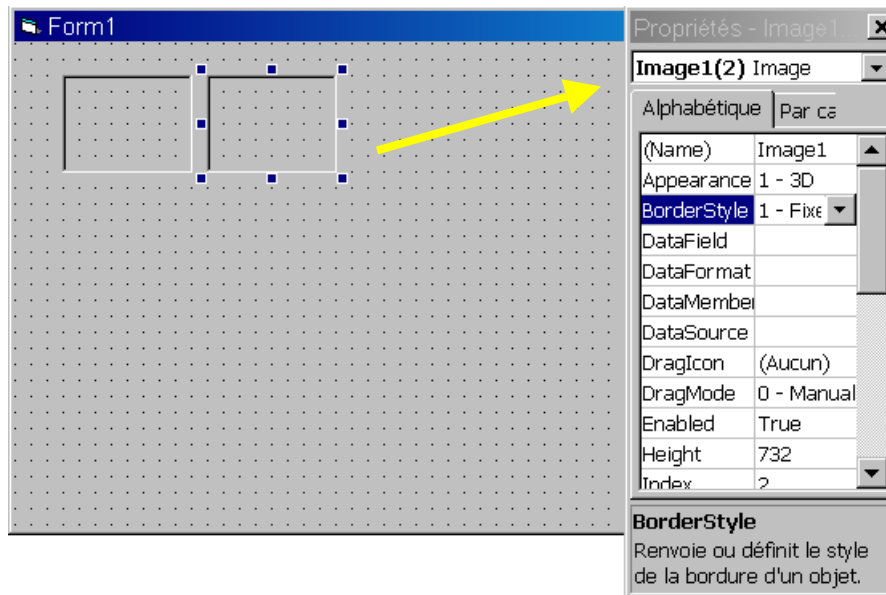 Form1
Propriétés - Image1...
Image1(2) Image
Alphabétique Par ca
(Name) Image1
Appearance 1 - 3D
BorderStyle 1 - Fixe
DataField
DataFormat
DataMember
DataSource
DragIcon (Aucun)
DragMode 0 - Manual
Enabled True
Height 732
Index 2
BorderStyle
Renvoie ou définit le style
de la bordure d'un objet.